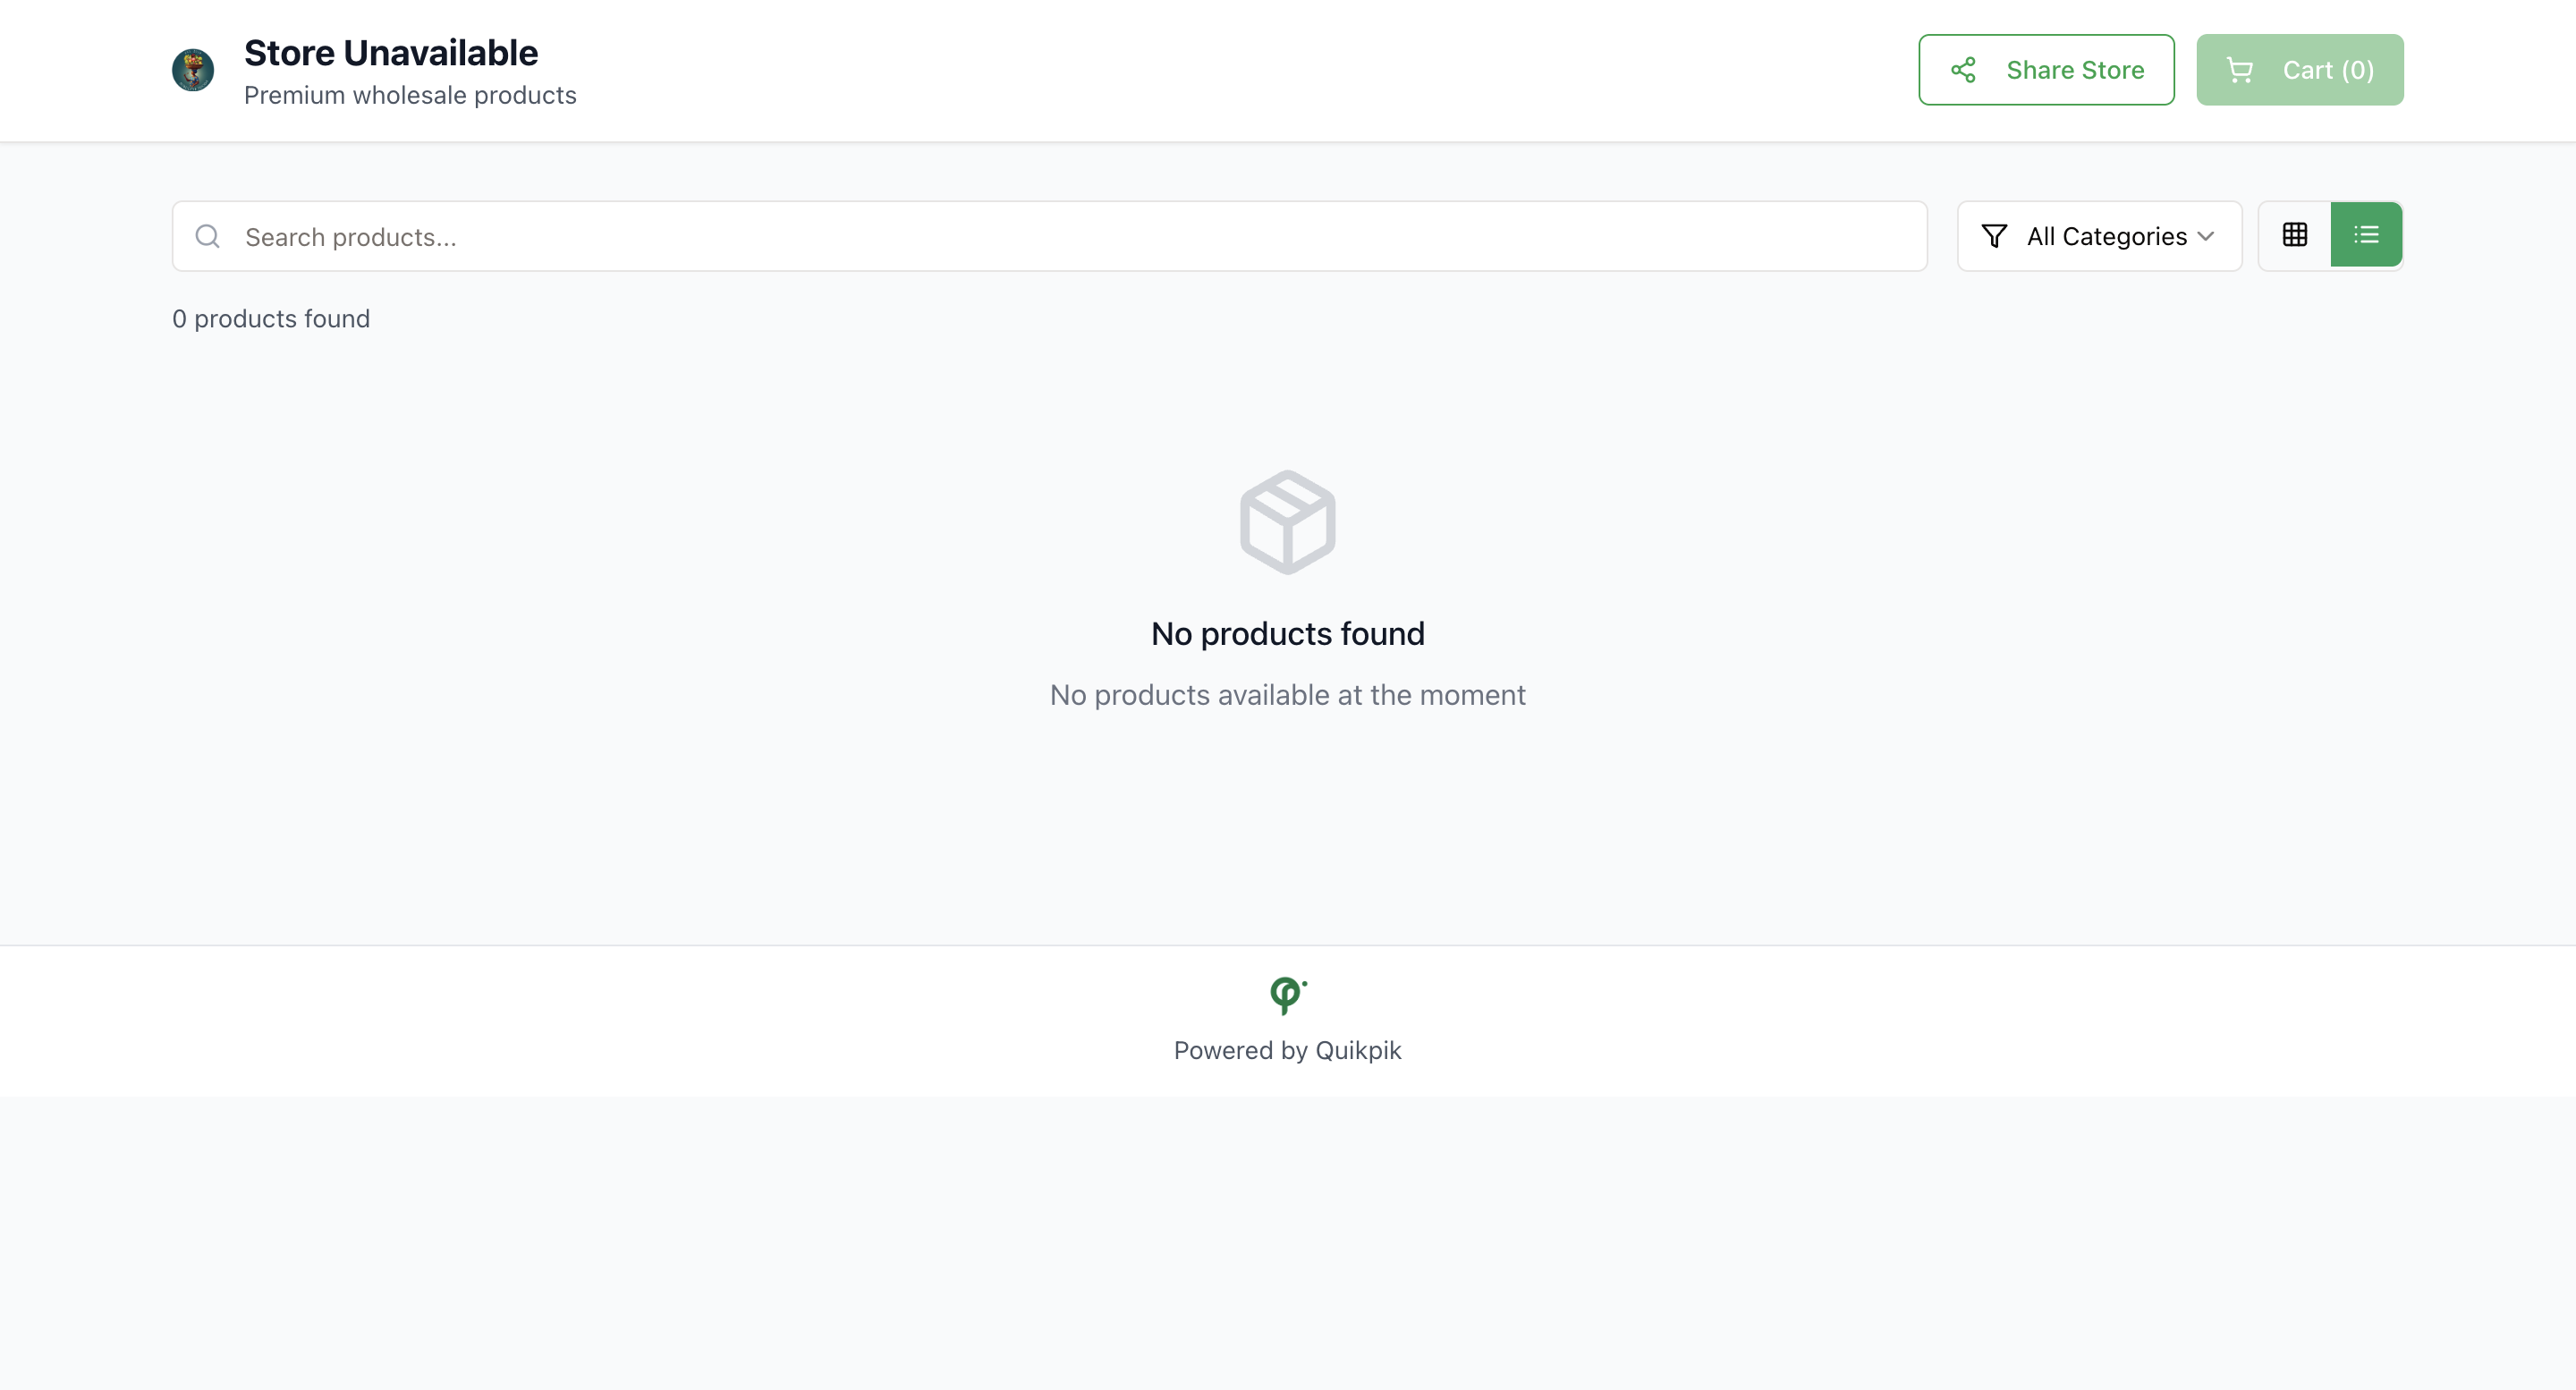 Store Unavailable
Premium wholesale products
Share Store
Cart (0)
Search products...
All Categories
0 products found
No products found
No products available at the moment
Powered by Quikpik